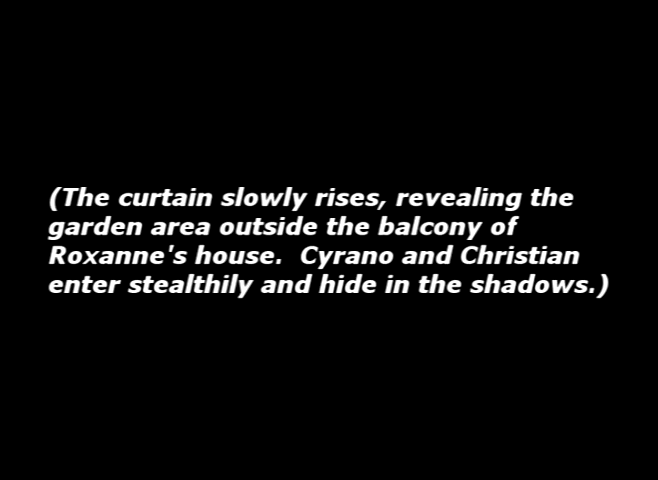 (The curtain slowly rises, revealing the
garden area outside the balcony of
Roxanne's house.  Cyrano and Christian
enter stealthily and hide in the shadows.)